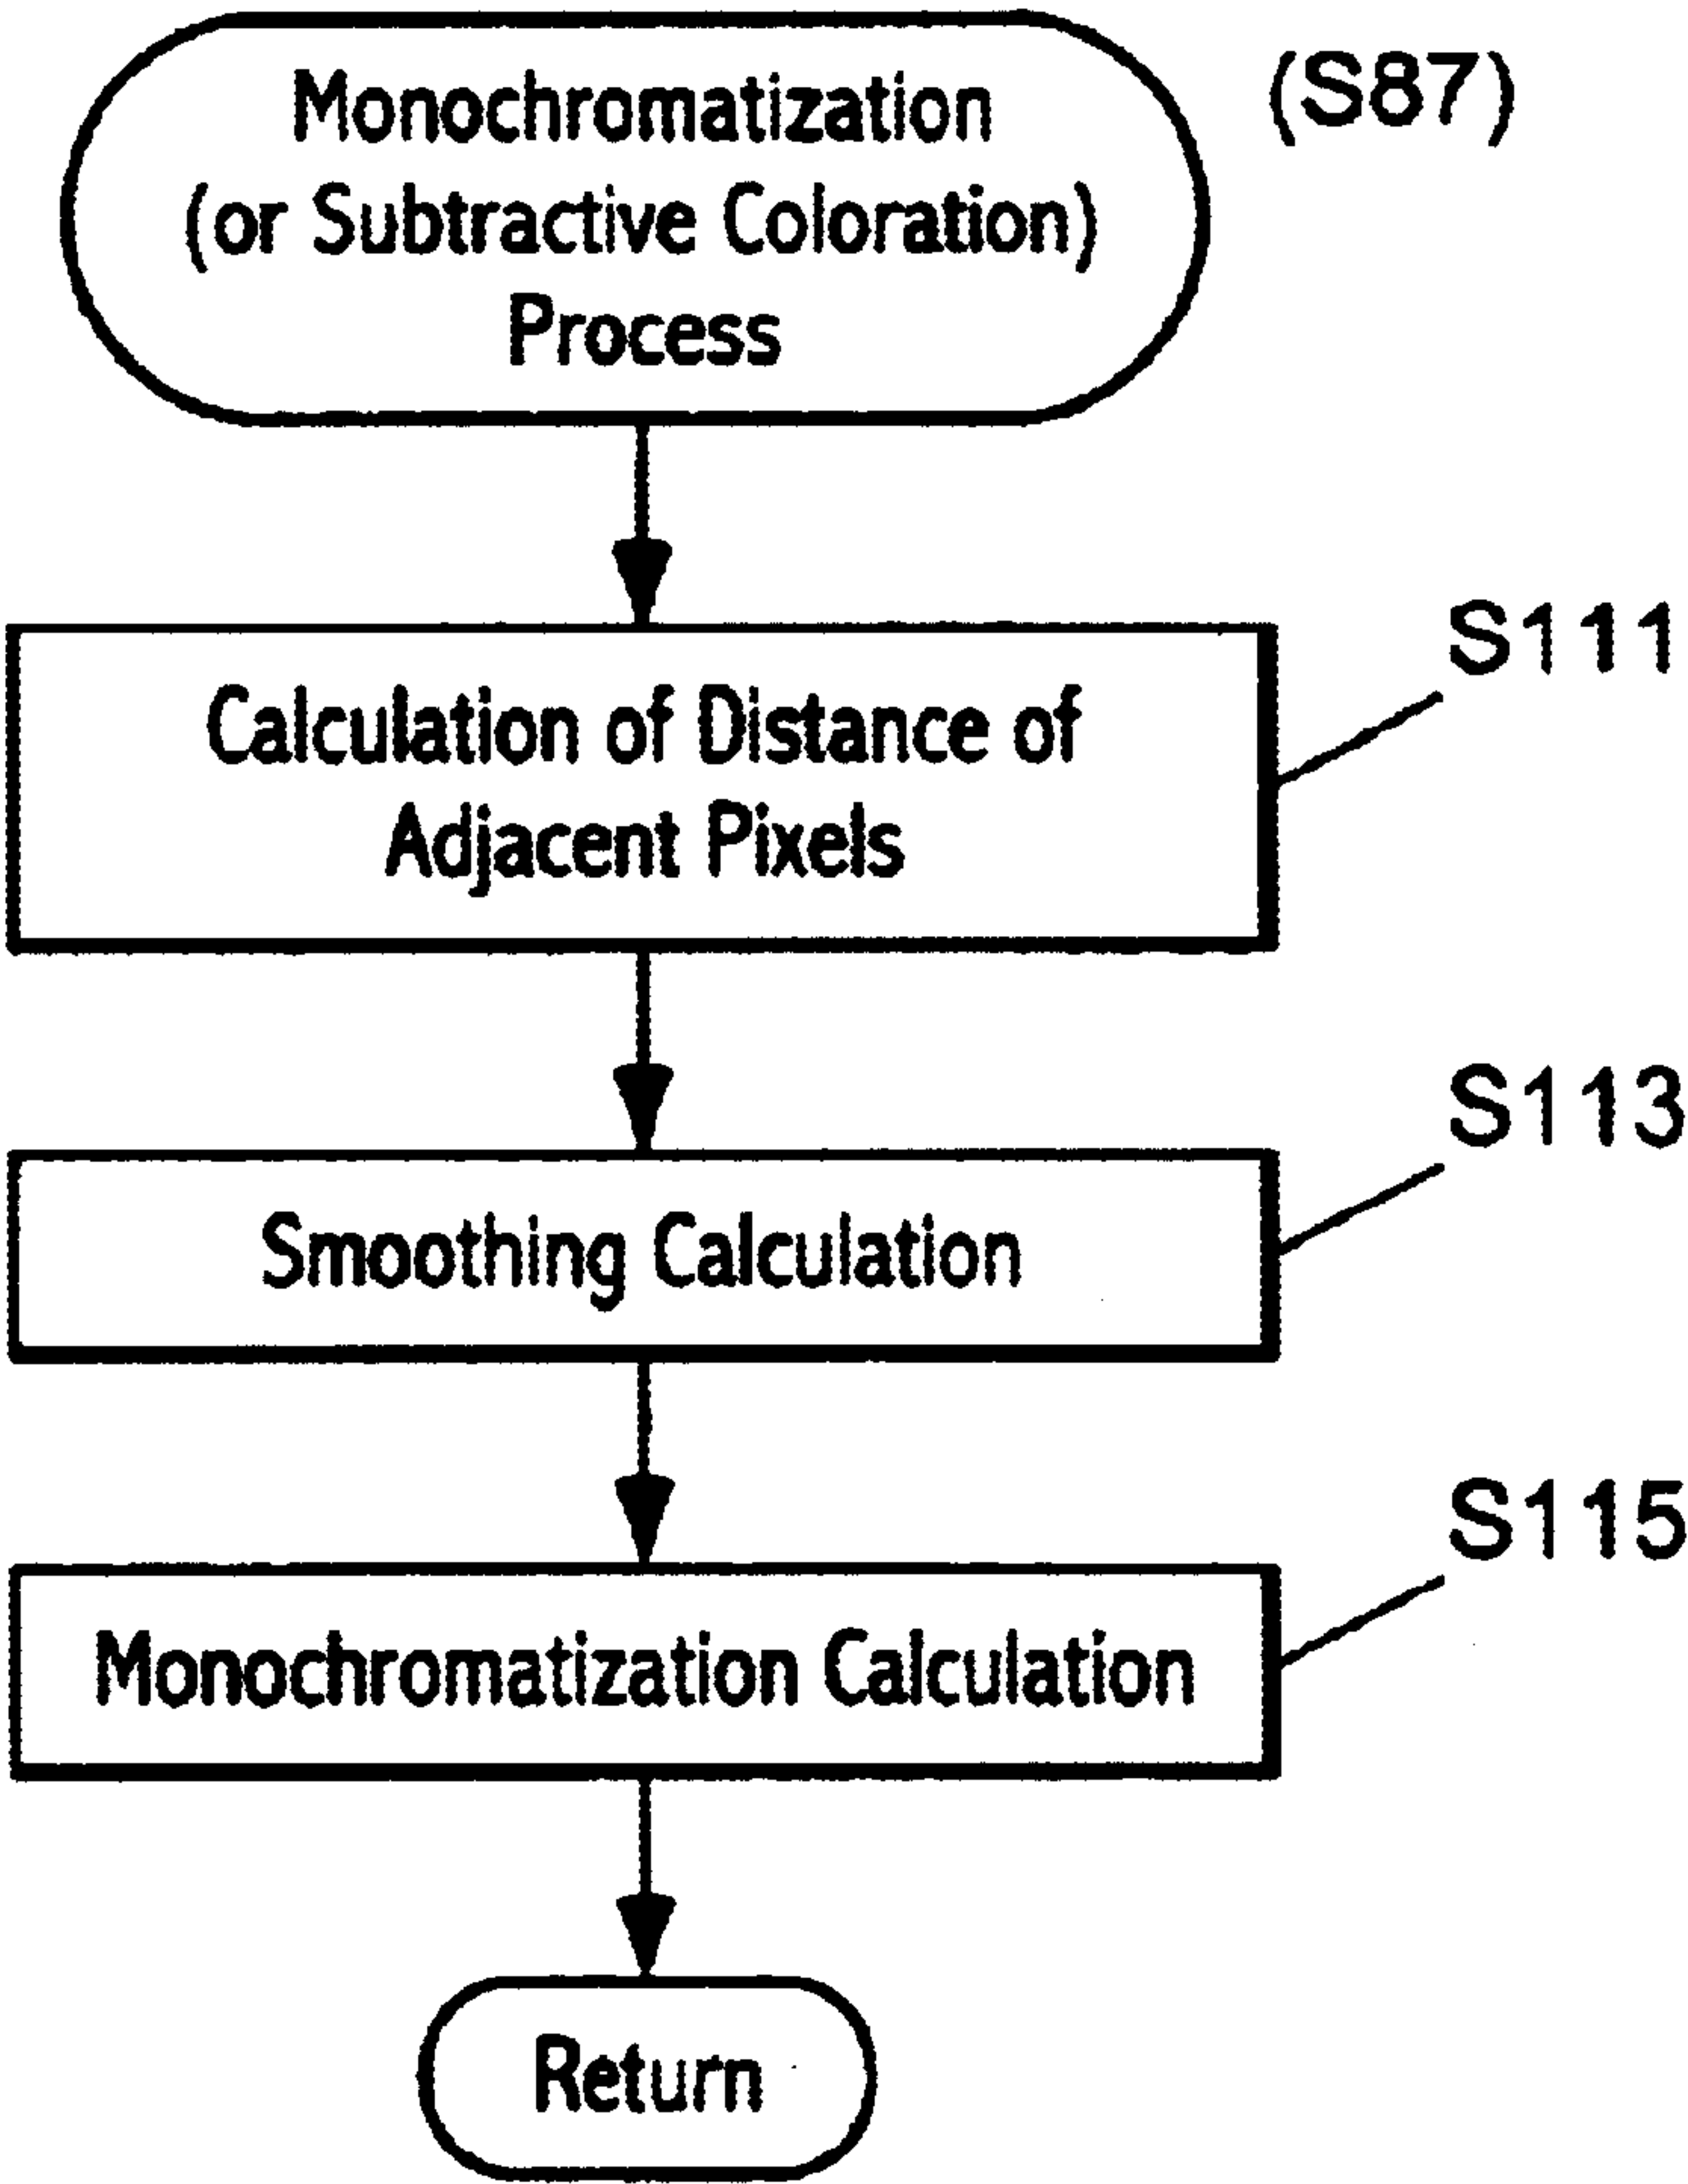 Monochromatization
(or Subtractive Coloration)
Process
(S87)
Calculation of Distance of
Adjacent Pixels
S111
Smoothing Calculation
S113
Monochromatization Calculation
S115
Return